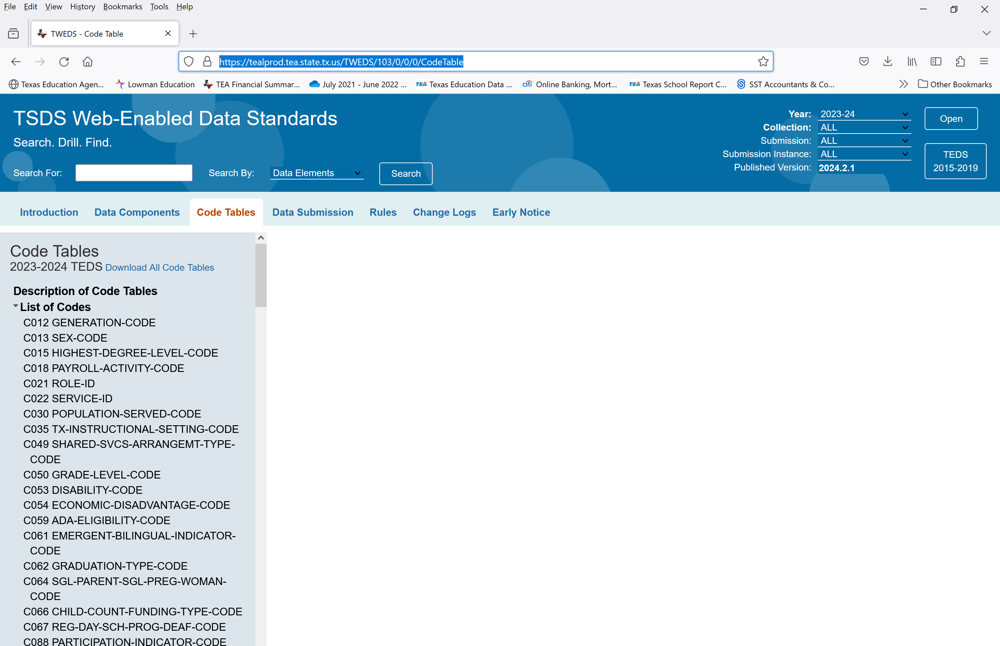 File Edit View History Bookmarks Tools Help
TWEDS - Code Table
https://tealprod.tea.state.tx.us/TWEDS/103/0/0/0/CodeTable
Texas Education Agen...
Lowman Education
TEA Financial Summar...
July 2021 - June 2022 ...
TEA Texas Education Data ...
citi Online Banking, Mort...
TEA Texas School Report C...
SST Accountants & Co...
Other Bookmarks
TSDS Web-Enabled Data Standards
Search. Drill. Find.
Search For:
Search By: Data Elements
Search
Year: 2023-24
Collection: ALL
Submission: ALL
Submission Instance: ALL
Published Version: 2024.2.1
Open
TEDS
2015-2019
Introduction Data Components Code Tables Data Submission Rules Change Logs Early Notice
Code Tables
2023-2024 TEDS Download All Code Tables
Description of Code Tables
List of Codes
C012 GENERATION-CODE
C013 SEX-CODE
C015 HIGHEST-DEGREE-LEVEL-CODE
C018 PAYROLL-ACTIVITY-CODE
C021 ROLE-ID
C022 SERVICE-ID
C030 POPULATION-SERVED-CODE
C035 TX-INSTRUCTIONAL-SETTING-CODE
C049 SHARED-SVCS-ARRANGEMT-TYPE-
CODE
C050 GRADE-LEVEL-CODE
C053 DISABILITY-CODE
C054 ECONOMIC-DISADVANTAGE-CODE
C059 ADA-ELIGIBILITY-CODE
C061 EMERGENT-BILINGUAL-INDICATOR-
CODE
C062 GRADUATION-TYPE-CODE
C064 SGL-PARENT-SGL-PREG-WOMAN-
CODE
C066 CHILD-COUNT-FUNDING-TYPE-CODE
C067 REG-DAY-SCH-PROG-DEAF-CODE
C088 PARTICIPATION-INDICATOR-CODE